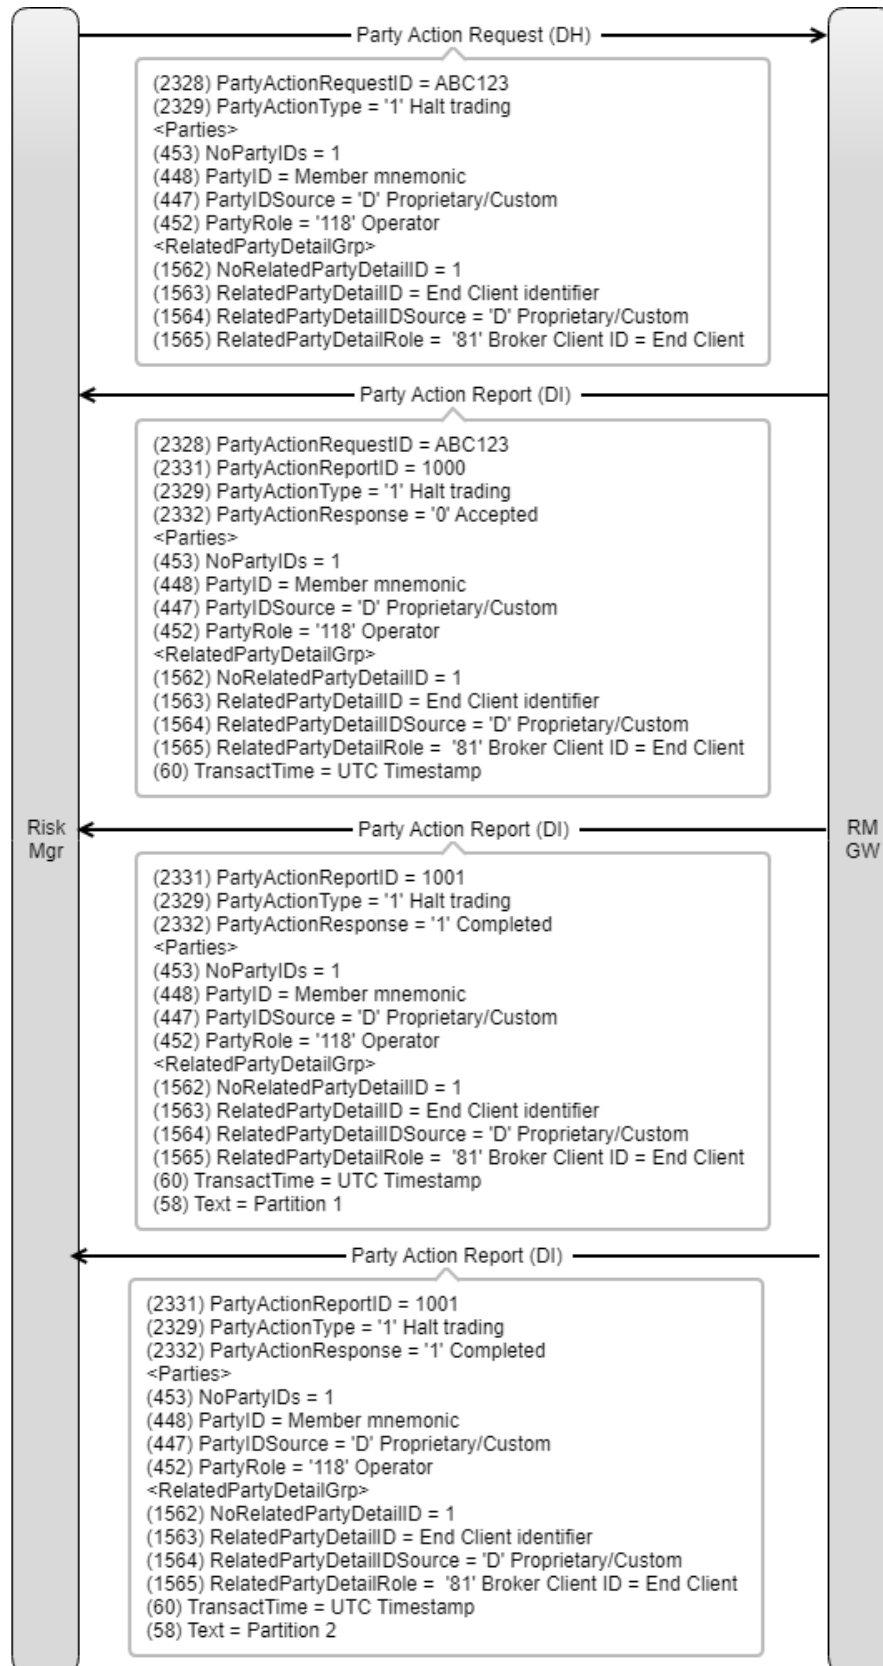 Party Action Request (DH)
(2328) PartyActionRequestID = ABC123
(2329) PartyActionType = '1' Halt trading
<Parties>
(453) NoPartyIDs = 1
(448) PartyID = Member mnemonic
(447) PartyIDSource = 'D' Proprietary/Custom
(452) PartyRole = '118' Operator
<RelatedPartyDetailGrp>
(1562) NoRelatedPartyDetailID = 1
(1563) RelatedPartyDetailID = End Client identifier
(1564) RelatedPartyDetailIDSource = 'D' Proprietary/Custom
(1565) RelatedPartyDetailRole =  '81' Broker Client ID = End Client
Party Action Report (DI)
(2328) PartyActionRequestID = ABC123
(2331) PartyActionReportID = 1000
(2329) PartyActionType = '1' Halt trading
(2332) PartyActionResponse = '0' Accepted
<Parties>
(453) NoPartyIDs = 1
(448) PartyID = Member mnemonic
(447) PartyIDSource = 'D' Proprietary/Custom
(452) PartyRole = '118' Operator
<RelatedPartyDetailGrp>
(1562) NoRelatedPartyDetailID = 1
(1563) RelatedPartyDetailID = End Client identifier
(1564) RelatedPartyDetailIDSource = 'D' Proprietary/Custom
(1565) RelatedPartyDetailRole =  '81' Broker Client ID = End Client
(60) TransactTime = UTC Timestamp
Risk
Mgr
Party Action Report (DI)
RM
GW
(2331) PartyActionReportID = 1001
(2329) PartyActionType = '1' Halt trading
(2332) PartyActionResponse = '1' Completed
<Parties>
(453) NoPartyIDs = 1
(448) PartyID = Member mnemonic
(447) PartyIDSource = 'D' Proprietary/Custom
(452) PartyRole = '118' Operator
<RelatedPartyDetailGrp>
(1562) NoRelatedPartyDetailID = 1
(1563) RelatedPartyDetailID = End Client identifier
(1564) RelatedPartyDetailIDSource = 'D' Proprietary/Custom
(1565) RelatedPartyDetailRole =  '81' Broker Client ID = End Client
(60) TransactTime = UTC Timestamp
(58) Text = Partition 1
Party Action Report (DI)
(2331) PartyActionReportID = 1001
(2329) PartyActionType = '1' Halt trading
(2332) PartyActionResponse = '1' Completed
<Parties>
(453) NoPartyIDs = 1
(448) PartyID = Member mnemonic
(447) PartyIDSource = 'D' Proprietary/Custom
(452) PartyRole = '118' Operator
<RelatedPartyDetailGrp>
(1562) NoRelatedPartyDetailID = 1
(1563) RelatedPartyDetailID = End Client identifier
(1564) RelatedPartyDetailIDSource = 'D' Proprietary/Custom
(1565) RelatedPartyDetailRole =  '81' Broker Client ID = End Client
(60) TransactTime = UTC Timestamp
(58) Text = Partition 2